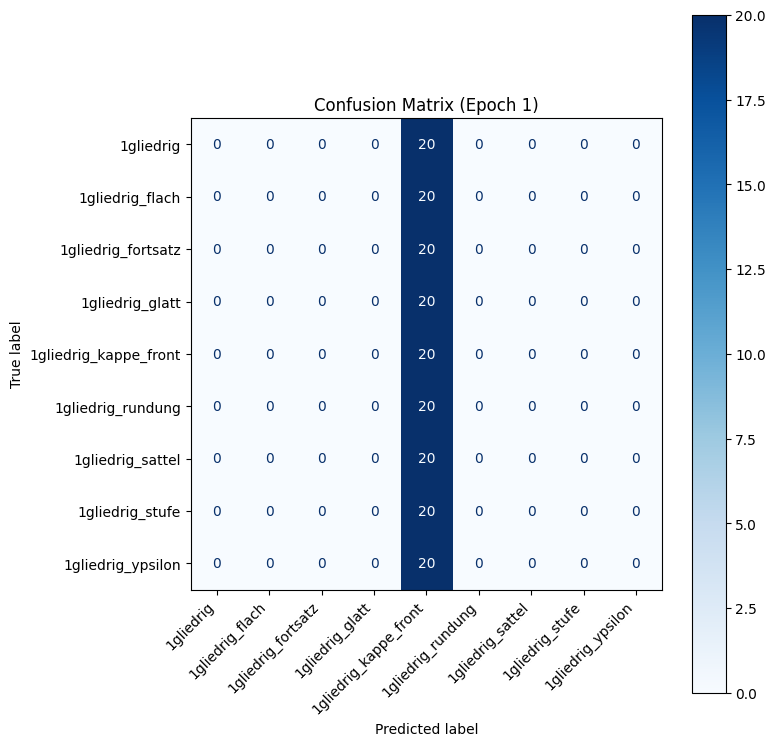 Confusion Matrix (Epoch 1)
True label
1gliedrig 0 0 0 0 20 0 0 0 0
1gliedrig_flach 0 0 0 0 20 0 0 0 0
1gliedrig_fortsatz 0 0 0 0 20 0 0 0 0
1gliedrig_glatt 0 0 0 0 20 0 0 0 0
1gliedrig_kappe_front 0 0 0 0 20 0 0 0 0
1gliedrig_rundung 0 0 0 0 20 0 0 0 0
1gliedrig_sattel 0 0 0 0 20 0 0 0 0
1gliedrig_stufe 0 0 0 0 20 0 0 0 0
1gliedrig_ypsilon 0 0 0 0 20 0 0 0 0
1gliedrig
1gliedrig_flach
1gliedrig_fortsatz
1gliedrig_glatt
1gliedrig_kappe_front
1gliedrig_rundung
1gliedrig_sattel
1gliedrig_stufe
1gliedrig_ypsilon
Predicted label
20.0
17.5
15.0
12.5
10.0
7.5
5.0
2.5
0.0